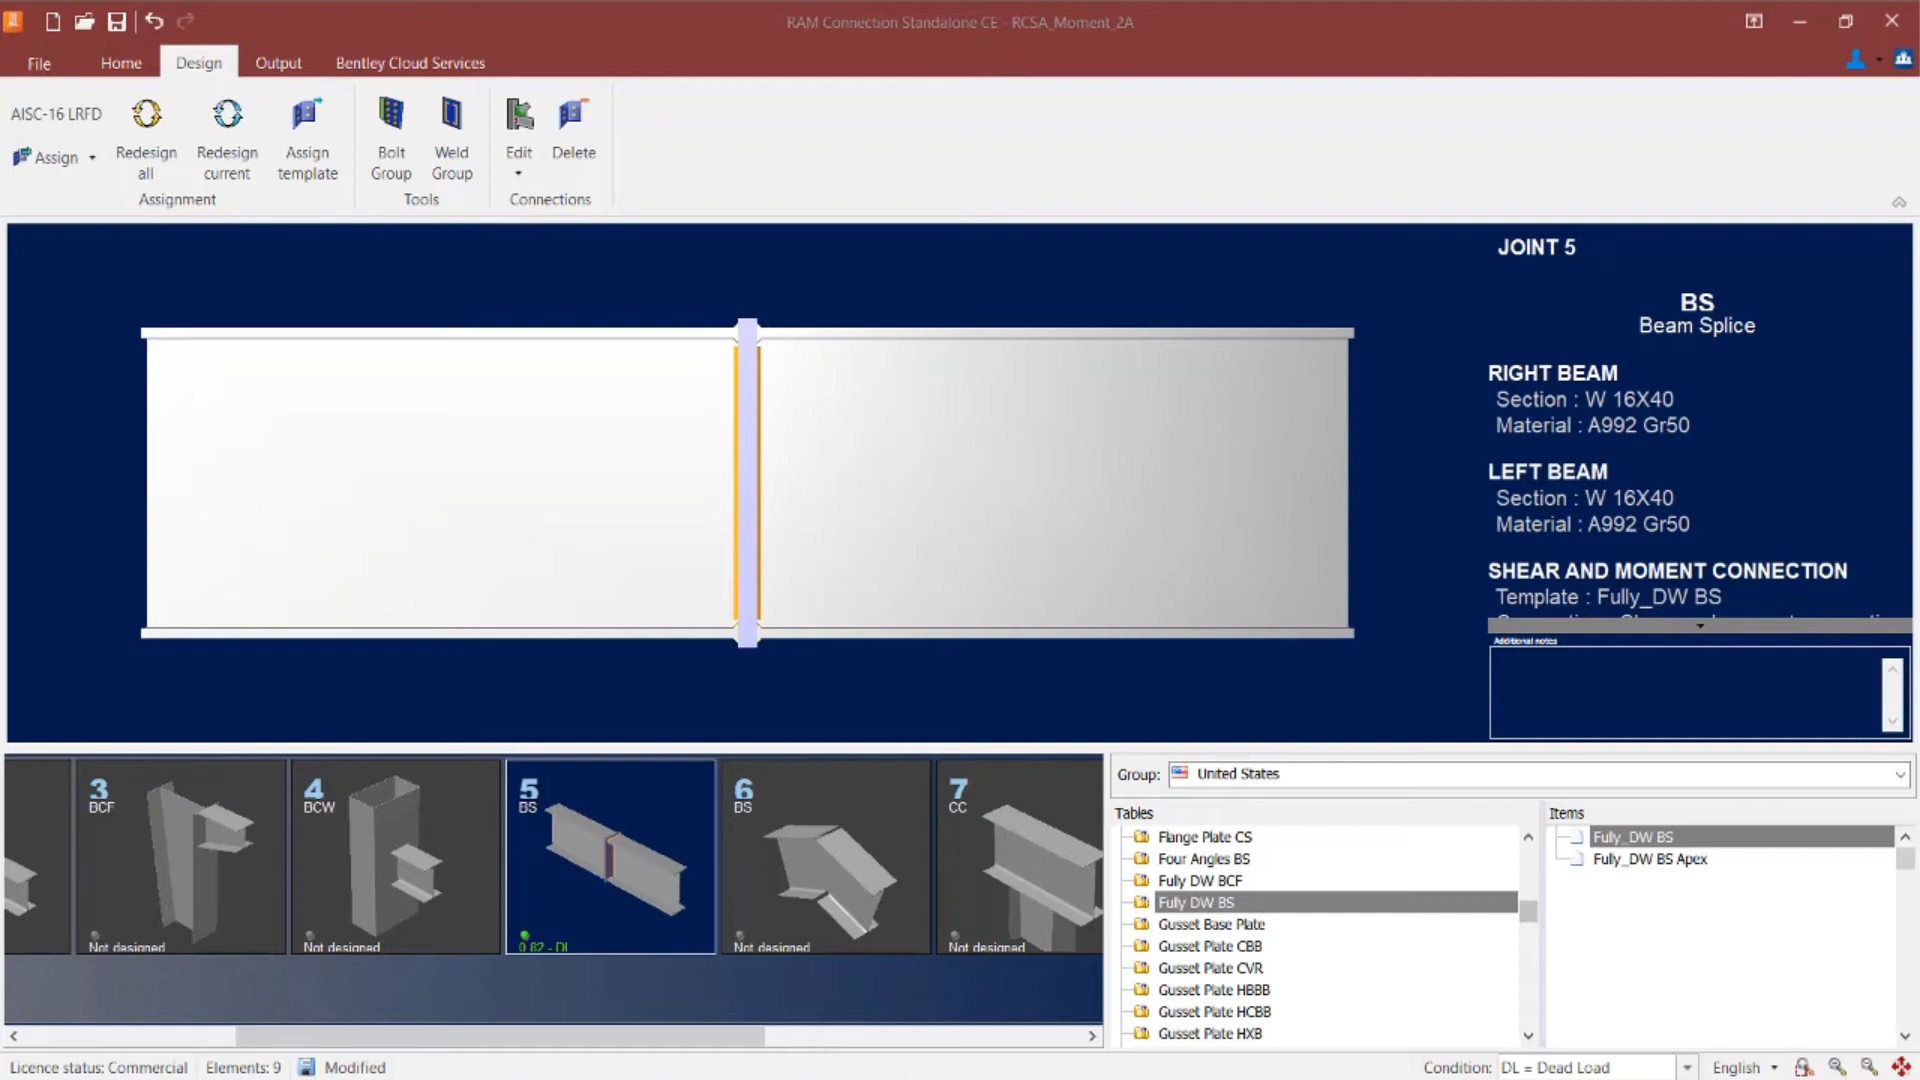 RAM Connection Standalone CE - RCSA_Moment_2A
File Home Design Output Bentley Cloud Services
AISC-16 LRFD
Assign
Redesign all
Redesign current
Assign template
Bolt Group
Weld Group
Edit
Delete
Assignment
Tools
Connections
JOINT 5
BS
Beam Splice
RIGHT BEAM
Section : W 16X40
Material : A992 Gr50
LEFT BEAM
Section : W 16X40
Material : A992 Gr50
SHEAR AND MOMENT CONNECTION
Template : Fully_DW BS
Additional notes
3
BCF
Not designed
4
BCW
Not designed
5
BS
0.82 - DL
6
BS
Not designed
7
CC
Not designed
Group: United States
Tables
Flange Plate CS
Four Angles BS
Fully DW BCF
Fully DW BS
Gusset Base Plate
Gusset Plate CBB
Gusset Plate CVR
Gusset Plate HBBB
Gusset Plate HCBB
Gusset Plate HXB
Items
Fully_DW BS
Fully_DW BS Apex
Licence status: Commercial
Elements: 9
Modified
Condition: DL = Dead Load
English